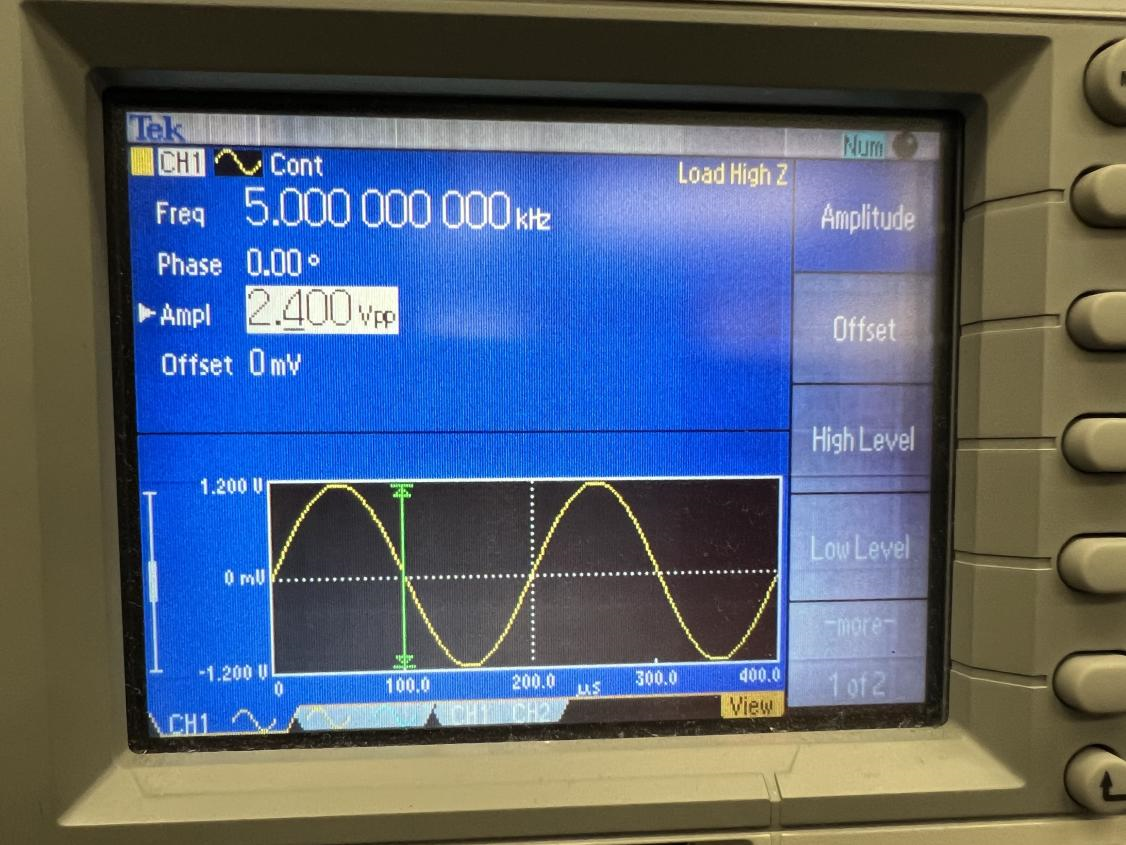 Tek
Num
CH1 Cont
Load High Z
Freq 5.000 000 000 kHz
Phase 0.00 °
Ampl 2.400 Vpp
Offset 0 mV
Amplitude
Offset
High Level
Low Level
-more-
1 of 2
1.200 V
0 mV
-1.200 V
0 100.0 200.0 300.0 400.0
µs
CH1
CH1 CH2
View